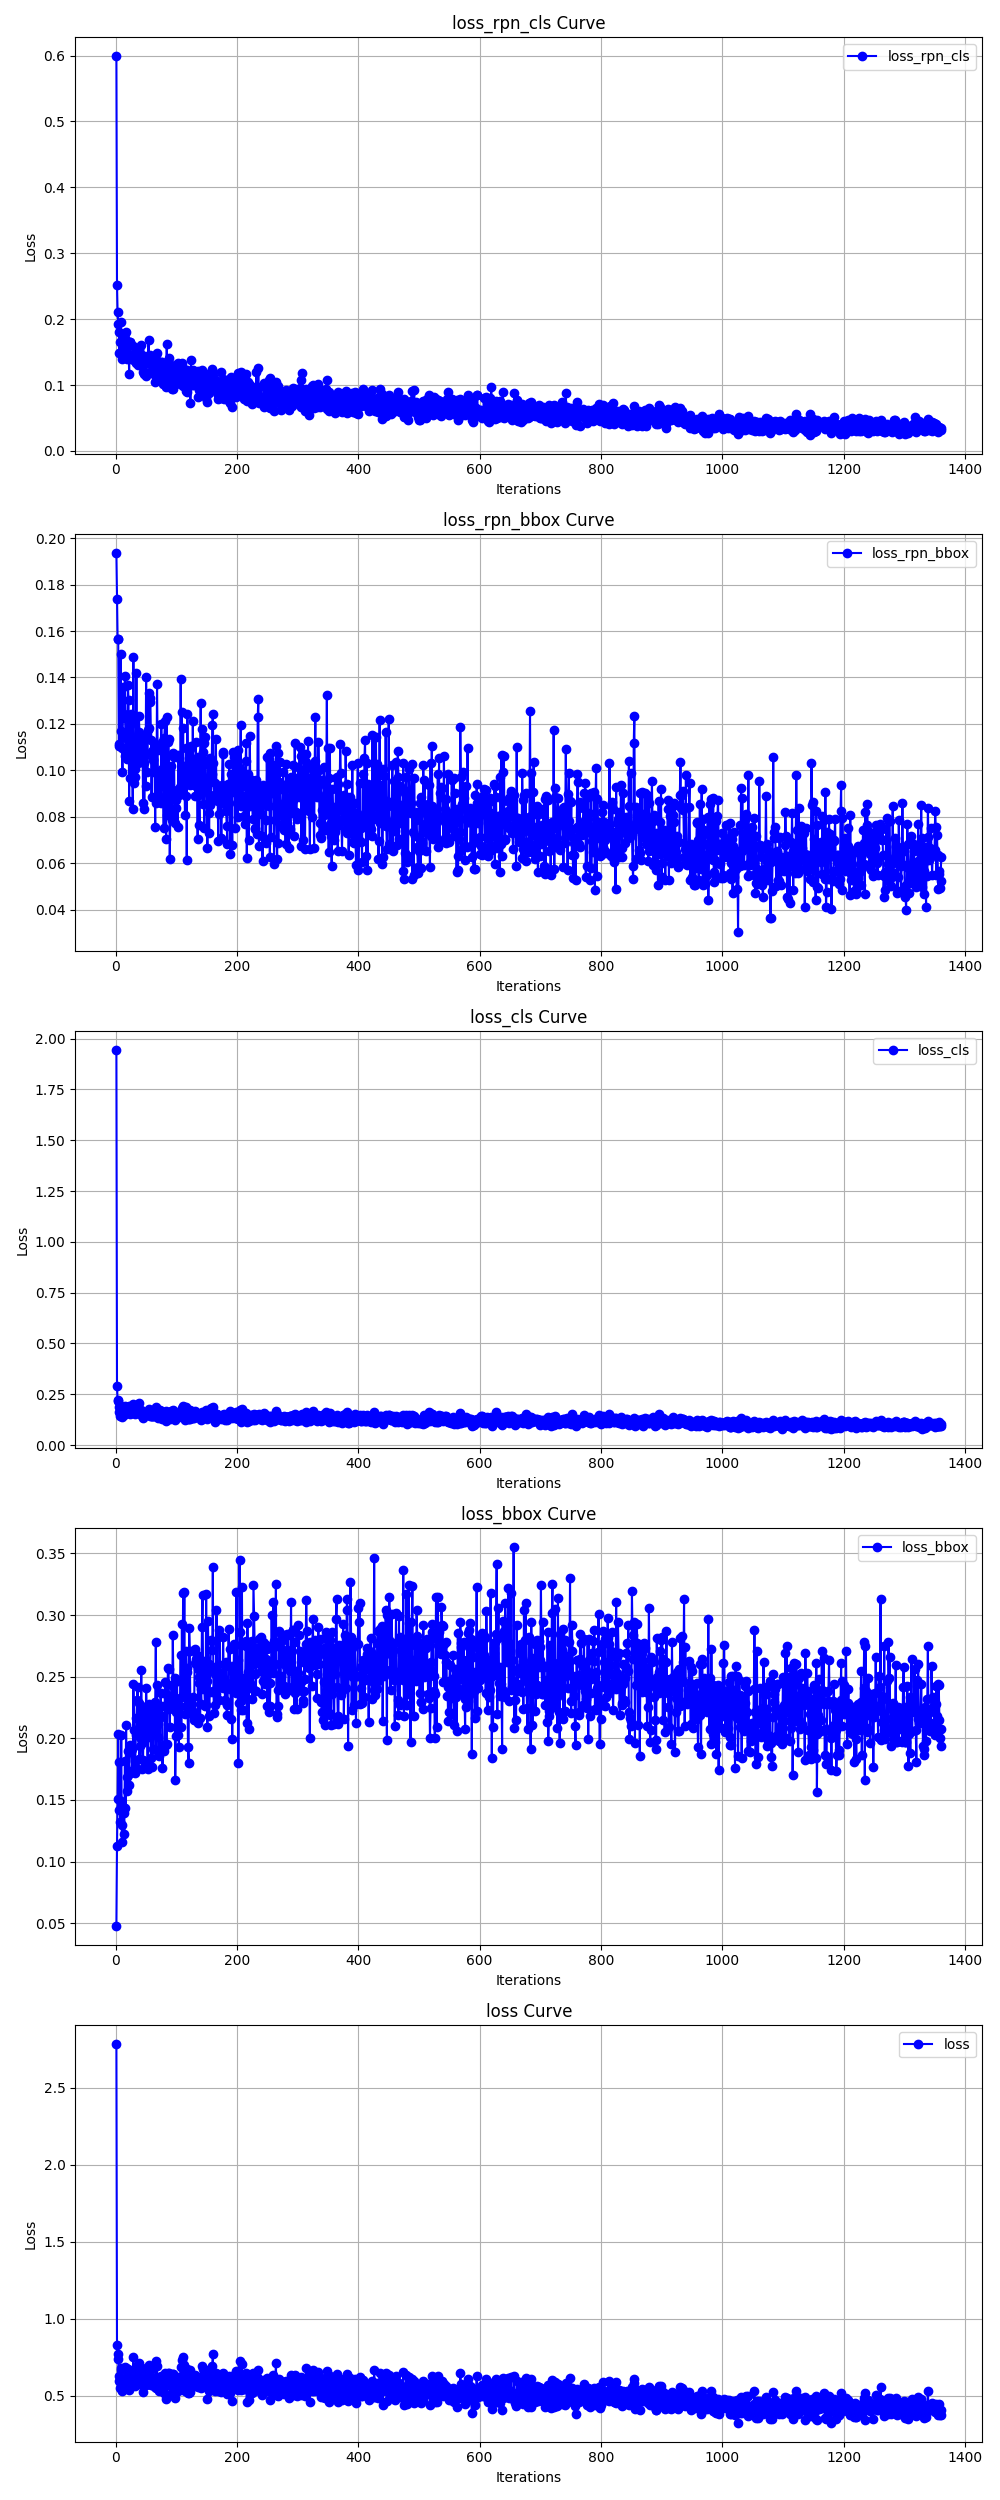 loss_rpn_cls Curve
loss_rpn_cls
0.6
0.5
0.4
0.3
0.2
0.1
0.0
Loss
0 200 400 600 800 1000 1200 1400
Iterations
loss_rpn_bbox Curve
loss_rpn_bbox
0.20
0.18
0.16
0.14
0.12
0.10
0.08
0.06
0.04
Loss
0 200 400 600 800 1000 1200 1400
Iterations
loss_cls Curve
loss_cls
2.00
1.75
1.50
1.25
1.00
0.75
0.50
0.25
0.00
Loss
0 200 400 600 800 1000 1200 1400
Iterations
loss_bbox Curve
loss_bbox
0.35
0.30
0.25
0.20
0.15
0.10
0.05
Loss
0 200 400 600 800 1000 1200 1400
Iterations
loss Curve
loss
2.5
2.0
1.5
1.0
0.5
Loss
0 200 400 600 800 1000 1200 1400
Iterations